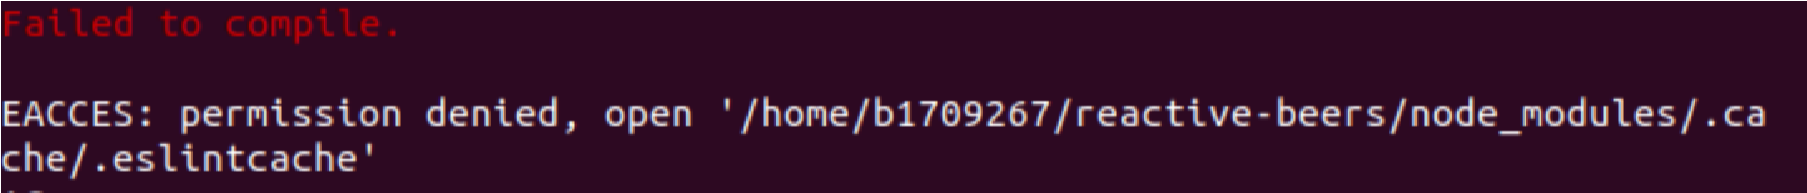 Failed to compile.
EACCES: permission denied, open '/home/b1709267/reactive-beers/node_modules/.ca
che/.eslintcache'